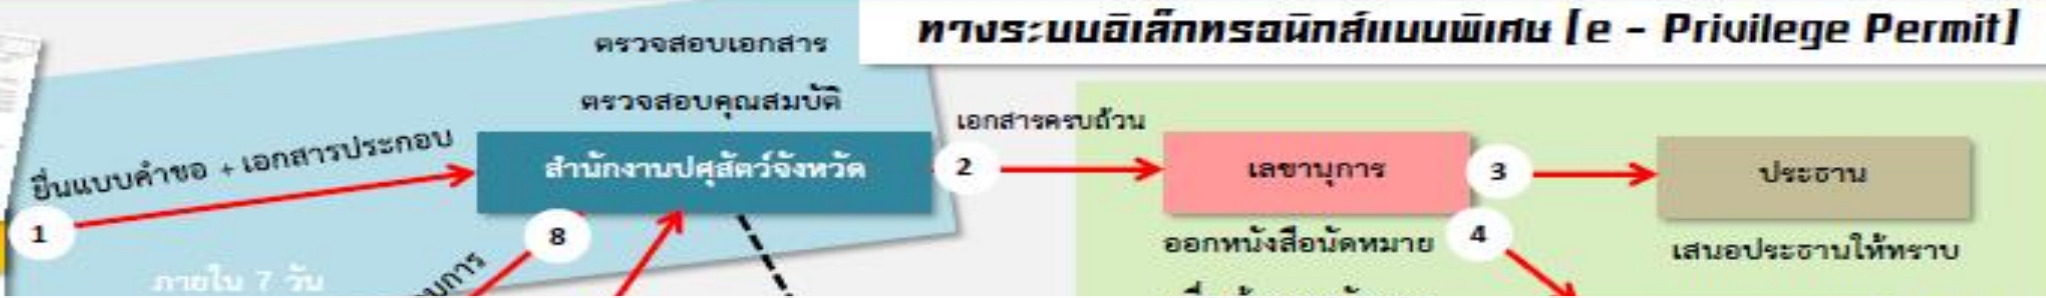 ทางระบบอิเล็กทรอนิกส์แบบพิเศษ [e - Privilege Permit]
ตรวจสอบเอกสาร
ตรวจสอบคุณสมบัติ
ยื่นแบบคำขอ + เอกสารประกอบ
1
สำนักงานปศุสัตว์จังหวัด
เอกสารครบถ้วน
2
เลขานุการ
3
ประธาน
8
ออกหนังสือนัดหมาย
4
เสนอประธานให้ทราบ
ภายใน 7 วัน